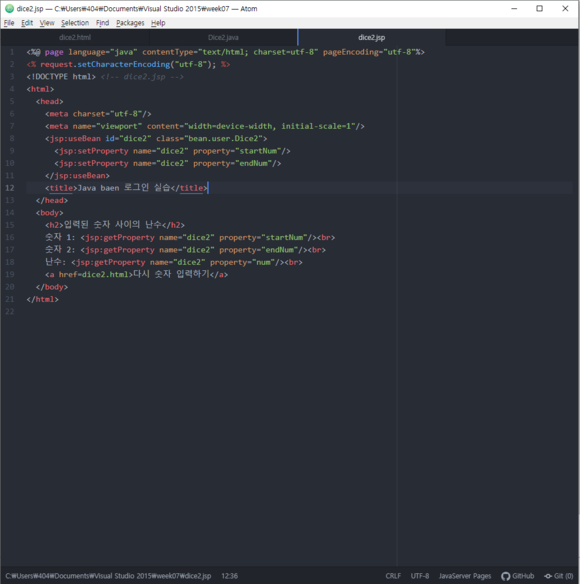 dice2.jsp — C:₩Users₩404₩Documents₩Visual Studio 2015₩week07 — Atom
File Edit View Selection Find Packages Help
dice2.html Dice2.java dice2.jsp
1 <%@ page language="java" contentType="text/html; charset=utf-8" pageEncoding="utf-8"%>
2 <% request.setCharacterEncoding("utf-8"); %>
3 <!DOCTYPE html> <!-- dice2.jsp -->
4 <html>
5 <head>
6 <meta charset="utf-8"/>
7 <meta name="viewport" content="width=device-width, initial-scale=1"/>
8 <jsp:useBean id="dice2" class="bean.user.Dice2">
9 <jsp:setProperty name="dice2" property="startNum"/>
10 <jsp:setProperty name="dice2" property="endNum"/>
11 </jsp:useBean>
12 <title>Java baen 로그인 실습</title>
13 </head>
14 <body>
15 <h2>입력된 숫자 사이의 난수</h2>
16 숫자 1: <jsp:getProperty name="dice2" property="startNum"/><br>
17 숫자 2: <jsp:getProperty name="dice2" property="endNum"/><br>
18 난수: <jsp:getProperty name="dice2" property="num"/><br>
19 <a href=dice2.html>다시 숫자 입력하기</a>
20 </body>
21 </html>
22
C:₩Users₩404₩Documents₩Visual Studio 2015₩week07₩dice2.jsp 12:36 CRLF UTF-8 JavaServer Pages GitHub Git (0)